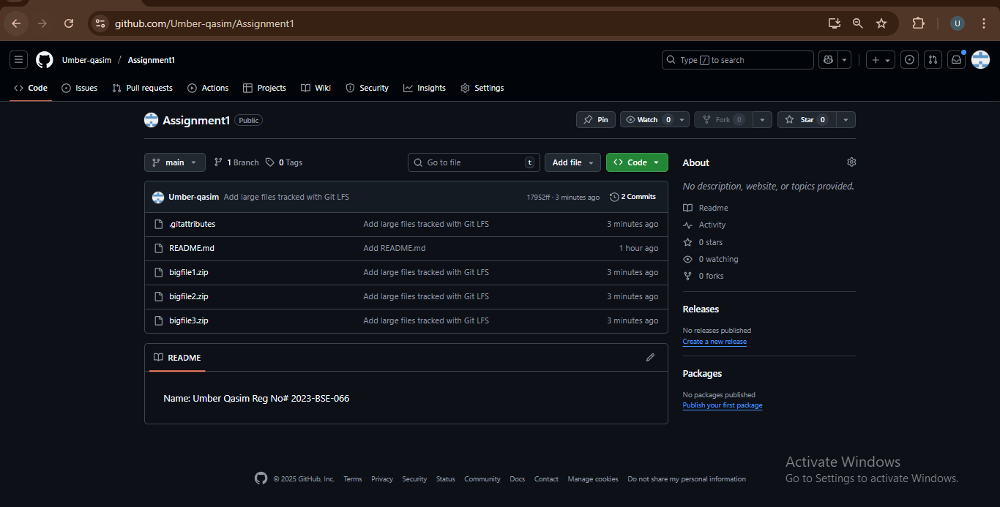 github.com/Umber-qasim/Assignment1
U
Umber-qasim / Assignment1
Type / to search
Code Issues Pull requests Actions Projects Wiki Security Insights Settings
Assignment1 Public
Pin Watch 0 Fork 0 Star 0
main 1 Branch 0 Tags Go to file t Add file Code
Umber-qasim Add large files tracked with Git LFS 17952ff · 3 minutes ago 2 Commits
.gitattributes Add large files tracked with Git LFS 3 minutes ago
README.md Add README.md 1 hour ago
bigfile1.zip Add large files tracked with Git LFS 3 minutes ago
bigfile2.zip Add large files tracked with Git LFS 3 minutes ago
bigfile3.zip Add large files tracked with Git LFS 3 minutes ago
README
Name: Umber Qasim Reg No# 2023-BSE-066
About
No description, website, or topics provided.
Readme
Activity
0 stars
0 watching
0 forks
Releases
No releases published
Create a new release
Packages
No packages published
Publish your first package
© 2025 GitHub, Inc. Terms Privacy Security Status Community Docs Contact Manage cookies Do not share my personal information
Activate Windows
Go to Settings to activate Windows.